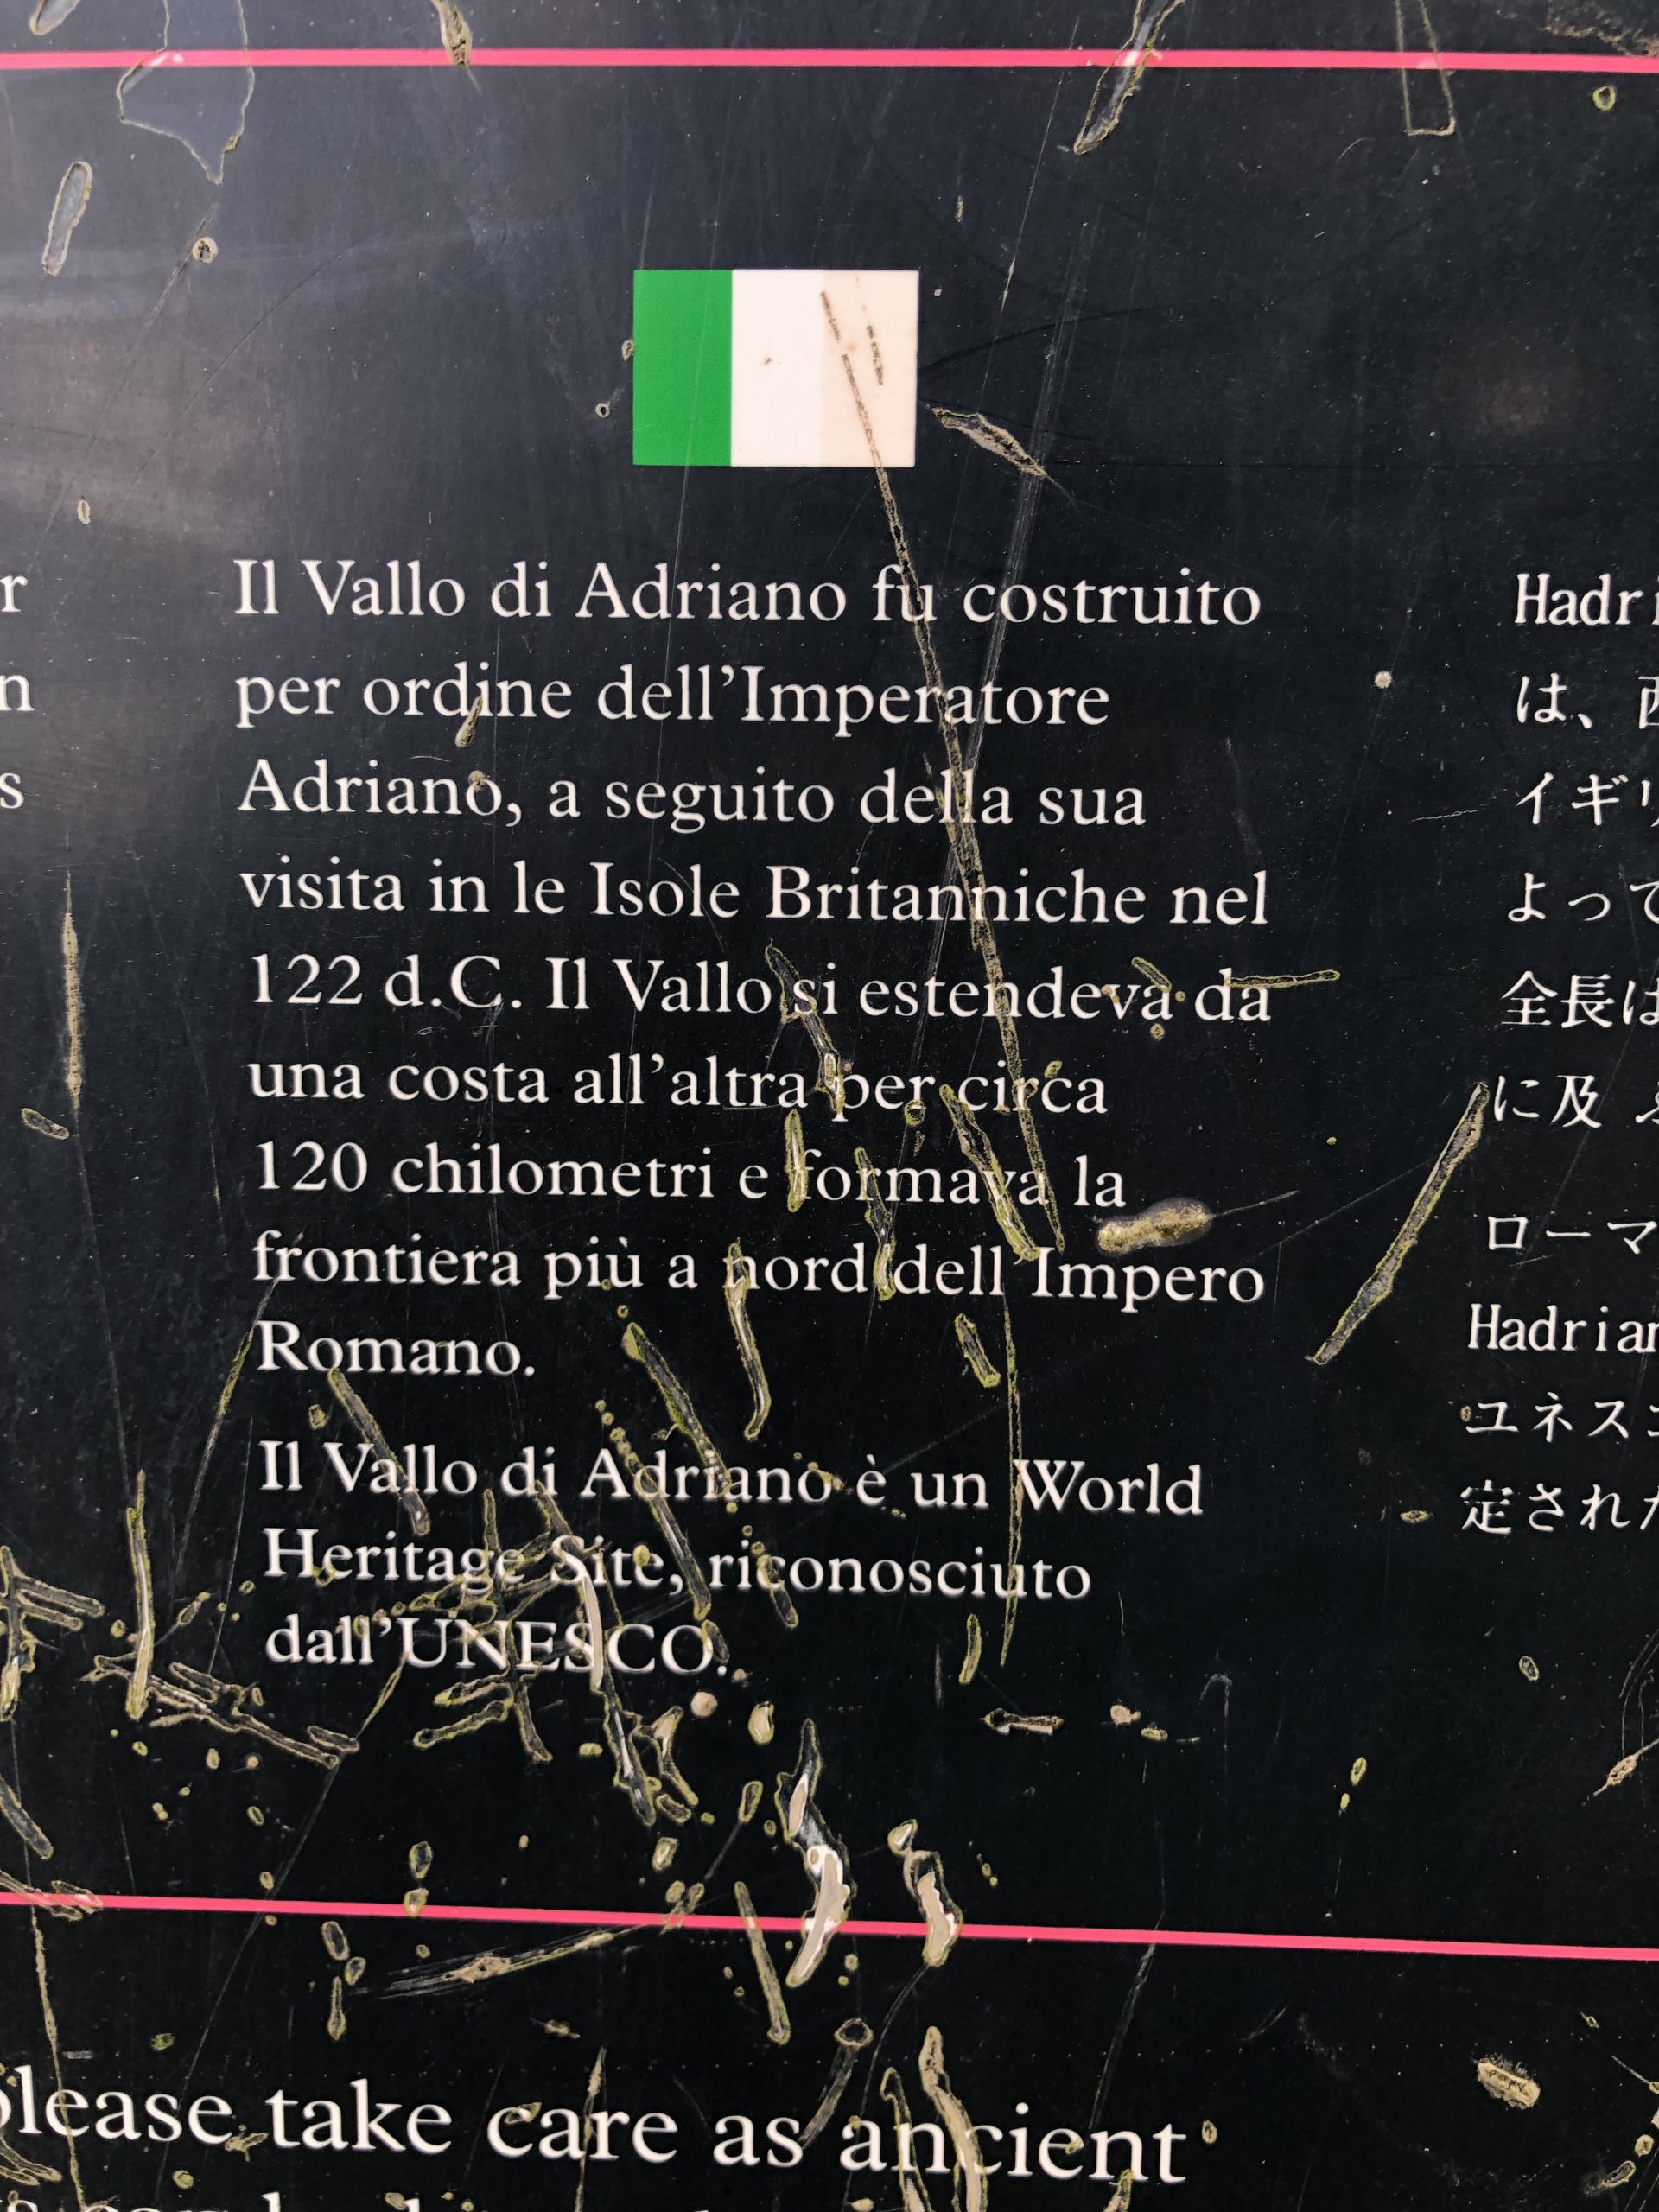 r
n
s
Il Vallo di Adriano fu costruito
per ordine dell'Imperatore
Adriano, a seguito della sua
visita in le Isole Britanniche nel
122 d.C. Il Vallo si estendeva da
una costa all'altra per circa
120 chilometri e formava la
frontiera più a nord dell Impero
Romano.
Il Vallo di Adriano è un World
Heritage Site, riconosciuto
dall'UNESCO.
Hadri
は、西
イギリ
よって
全長は
に及
ローマ
Hadrian
ユネスコ
定された
please take care as ancient